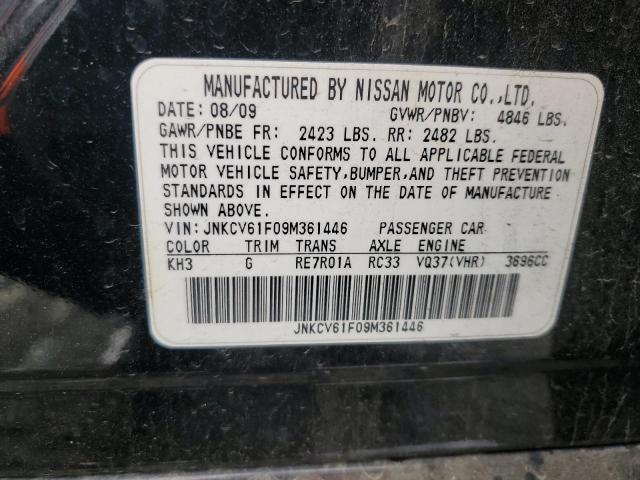 MANUFACTURED BY NISSAN MOTOR CO.,LTD.
DATE: 08/09 GVWR/PNBV: 4846 LBS.
GAWR/PNBE FR: 2423 LBS. RR: 2482 LBS.
THIS VEHICLE CONFORMS TO ALL APPLICABLE FEDERAL
MOTOR VEHICLE SAFETY,BUMPER,AND THEFT PREVENTION
STANDARDS IN EFFECT ON THE DATE OF MANUFACTURE
SHOWN ABOVE.
VIN: JNKCV61F09M361446 PASSENGER CAR
COLOR TRIM TRANS AXLE ENGINE
KH3 G RE7R01A RC33 VQ37(VHR) 3696CC
JNKCV61F09M361446